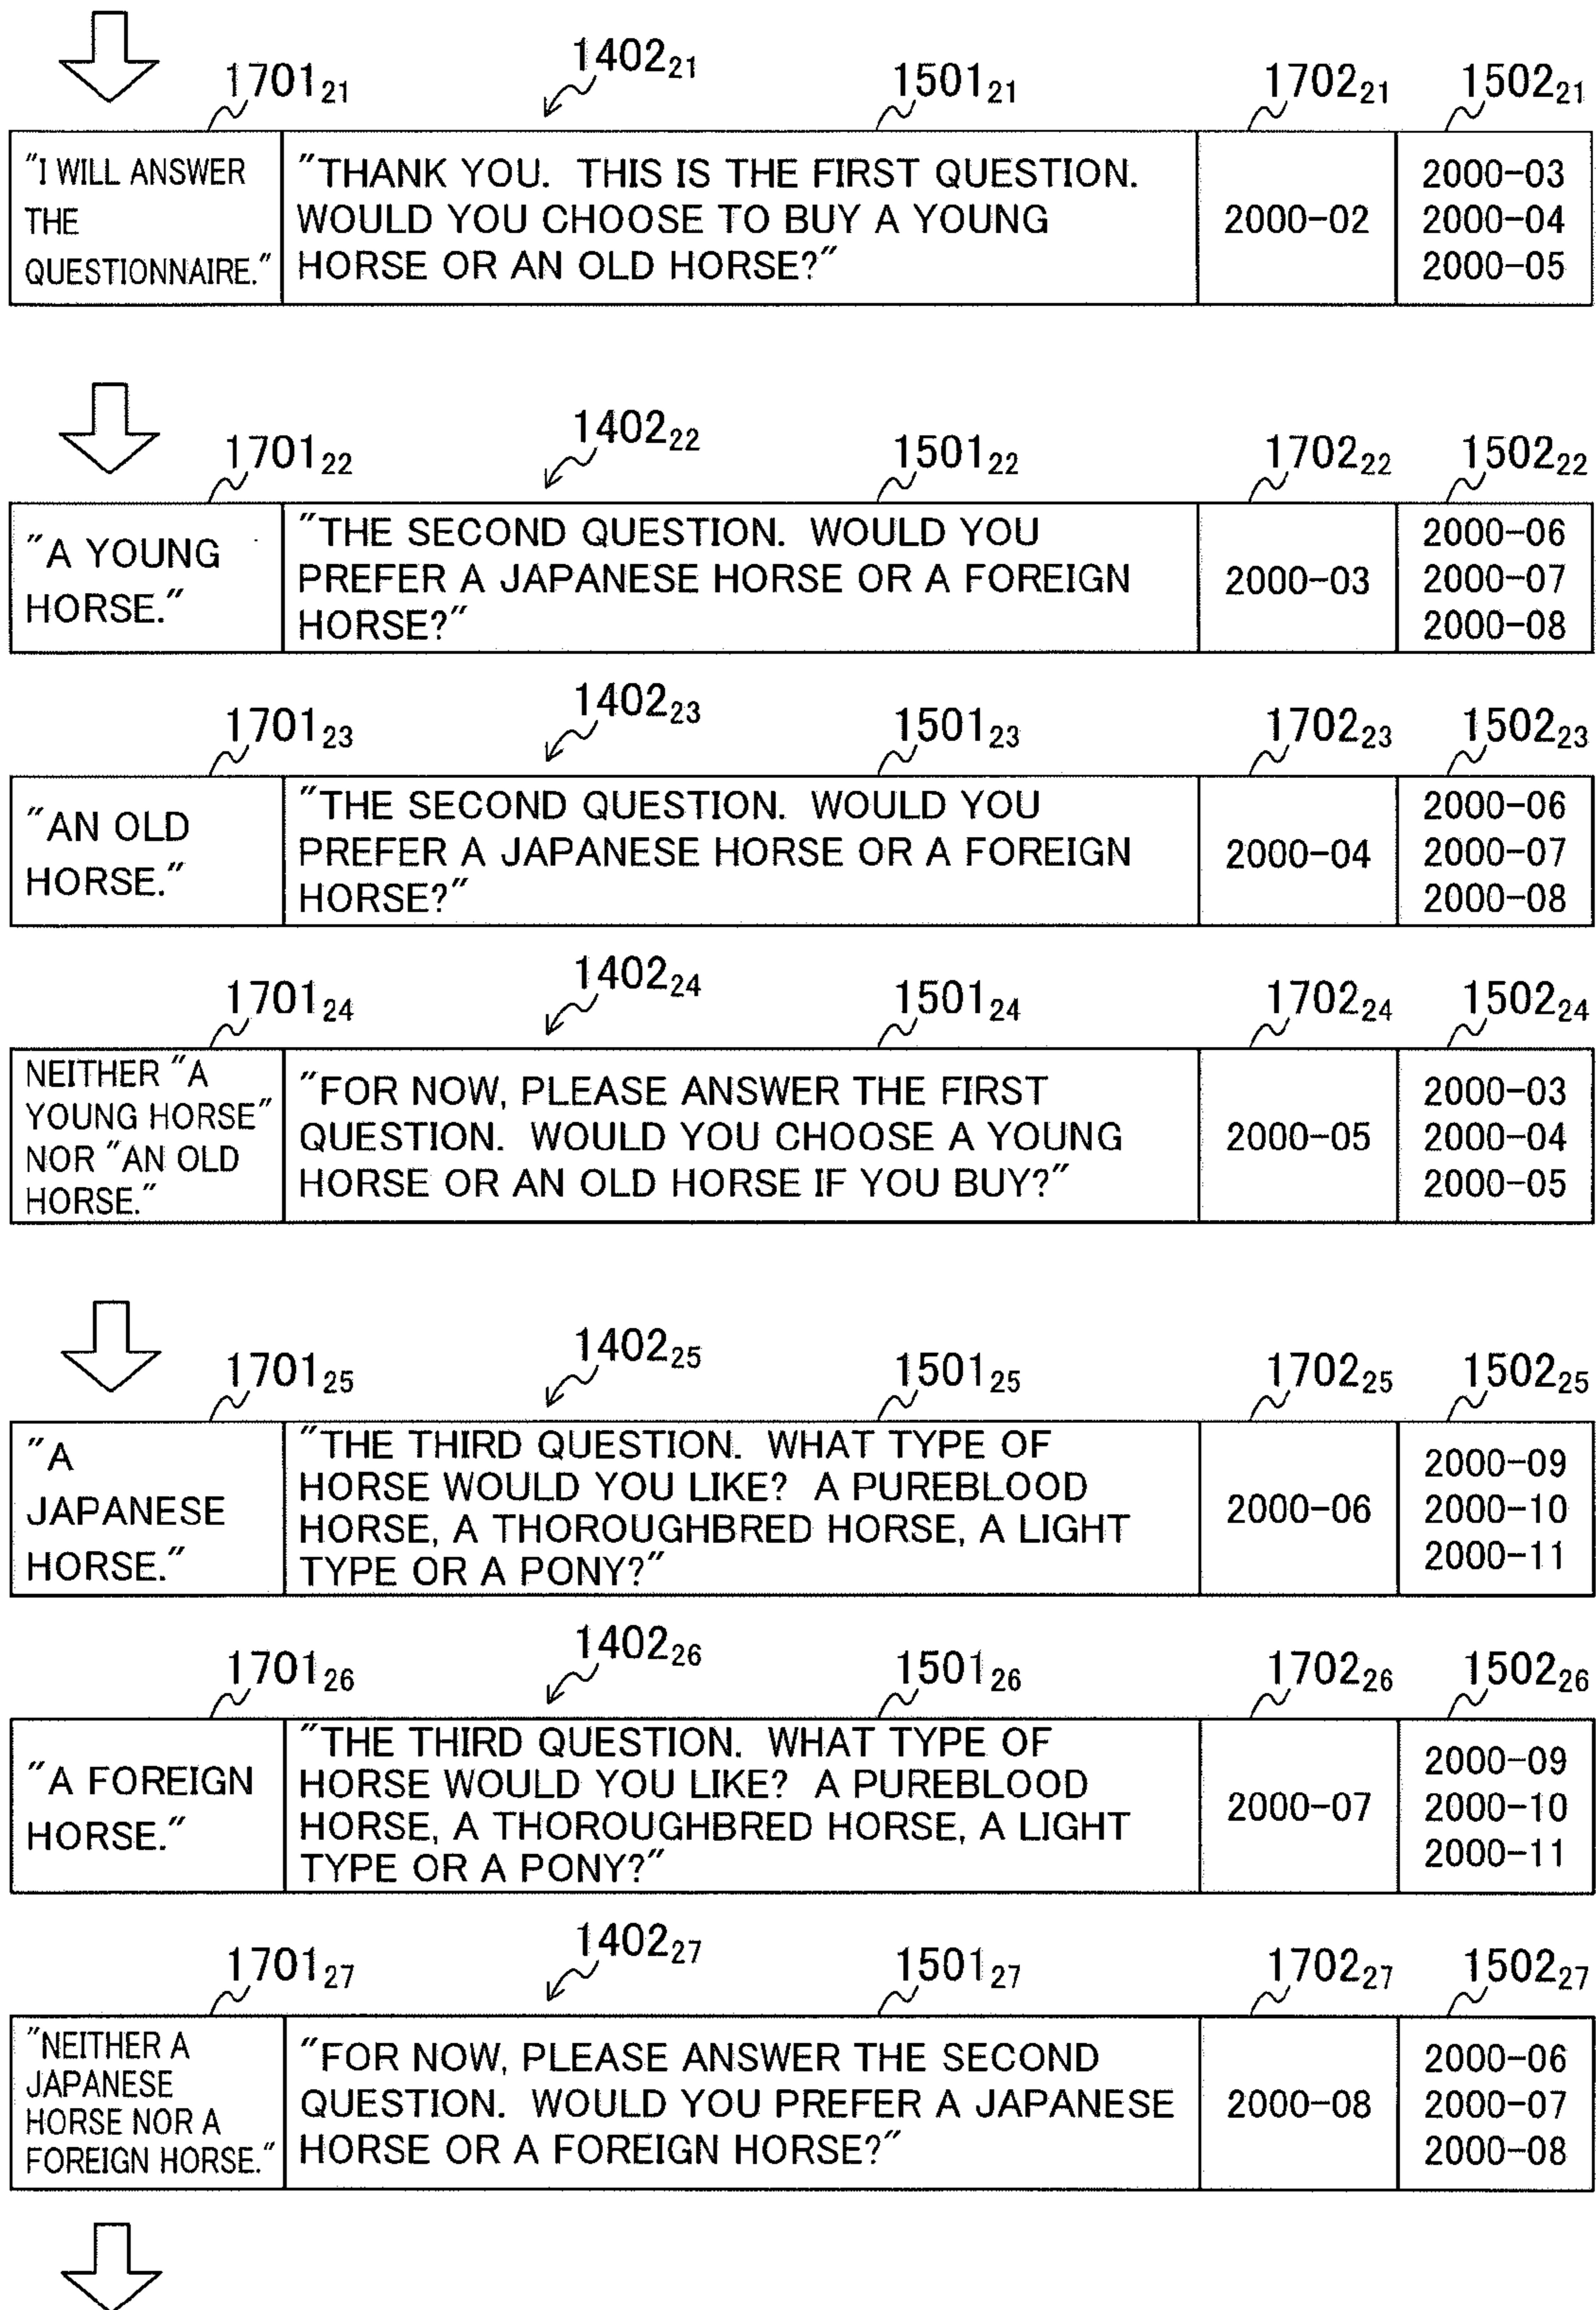 1701₂₁ 1402₂₁ 1501₂₁ 1702₂₁ 1502₂₁
"I WILL ANSWER
THE
QUESTIONNAIRE."
"THANK YOU. THIS IS THE FIRST QUESTION.
WOULD YOU CHOOSE TO BUY A YOUNG
HORSE OR AN OLD HORSE?"
2000-02
2000-03
2000-04
2000-05
1701₂₂ 1402₂₂ 1501₂₂ 1702₂₂ 1502₂₂
"A YOUNG
HORSE."
"THE SECOND QUESTION. WOULD YOU
PREFER A JAPANESE HORSE OR A FOREIGN
HORSE?"
2000-03
2000-06
2000-07
2000-08
1701₂₃ 1402₂₃ 1501₂₃ 1702₂₃ 1502₂₃
"AN OLD
HORSE."
"THE SECOND QUESTION. WOULD YOU
PREFER A JAPANESE HORSE OR A FOREIGN
HORSE?"
2000-04
2000-06
2000-07
2000-08
1701₂₄ 1402₂₄ 1501₂₄ 1702₂₄ 1502₂₄
NEITHER "A
YOUNG HORSE"
NOR "AN OLD
HORSE."
"FOR NOW, PLEASE ANSWER THE FIRST
QUESTION. WOULD YOU CHOOSE A YOUNG
HORSE OR AN OLD HORSE IF YOU BUY?"
2000-05
2000-03
2000-04
2000-05
1701₂₅ 1402₂₅ 1501₂₅ 1702₂₅ 1502₂₅
"A
JAPANESE
HORSE."
"THE THIRD QUESTION. WHAT TYPE OF
HORSE WOULD YOU LIKE? A PUREBLOOD
HORSE, A THOROUGHBRED HORSE, A LIGHT
TYPE OR A PONY?"
2000-06
2000-09
2000-10
2000-11
1701₂₆ 1402₂₆ 1501₂₆ 1702₂₆ 1502₂₆
"A FOREIGN
HORSE."
"THE THIRD QUESTION. WHAT TYPE OF
HORSE WOULD YOU LIKE? A PUREBLOOD
HORSE, A THOROUGHBRED HORSE, A LIGHT
TYPE OR A PONY?"
2000-07
2000-09
2000-10
2000-11
1701₂₇ 1402₂₇ 1501₂₇ 1702₂₇ 1502₂₇
"NEITHER A
JAPANESE
HORSE NOR A
FOREIGN HORSE."
"FOR NOW, PLEASE ANSWER THE SECOND
QUESTION. WOULD YOU PREFER A JAPANESE
HORSE OR A FOREIGN HORSE?"
2000-08
2000-06
2000-07
2000-08